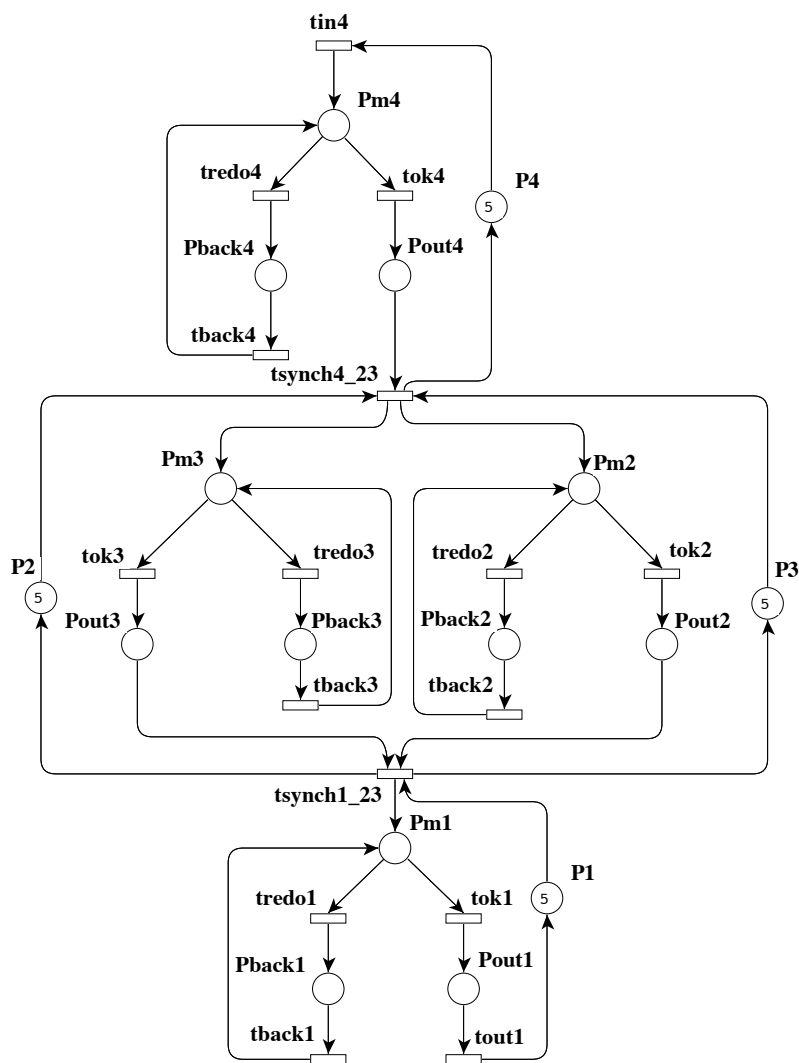 tin4
Pm4
tredo4
tok4
P4
5
Pback4
Pout4
tback4
tsynch4_23
Pm3
Pm2
tok3
tredo3
tredo2
tok2
P2
P3
5
5
Pout3
Pback3
Pback2
Pout2
tback3
tback2
tsynch1_23
Pm1
P1
tredo1
tok1
5
Pback1
Pout1
tback1
tout1